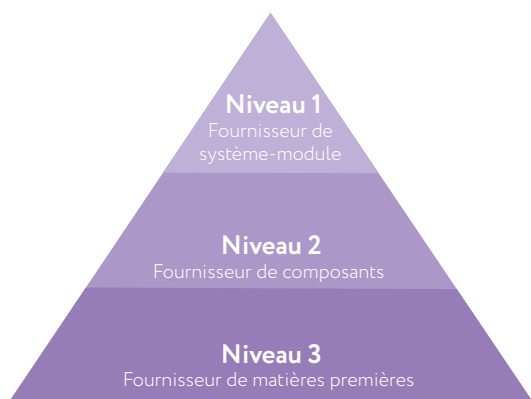 Niveau 1
Fournisseur de
système-module
Niveau 2
Fournisseur de composants
Niveau 3
Fournisseur de matières premières